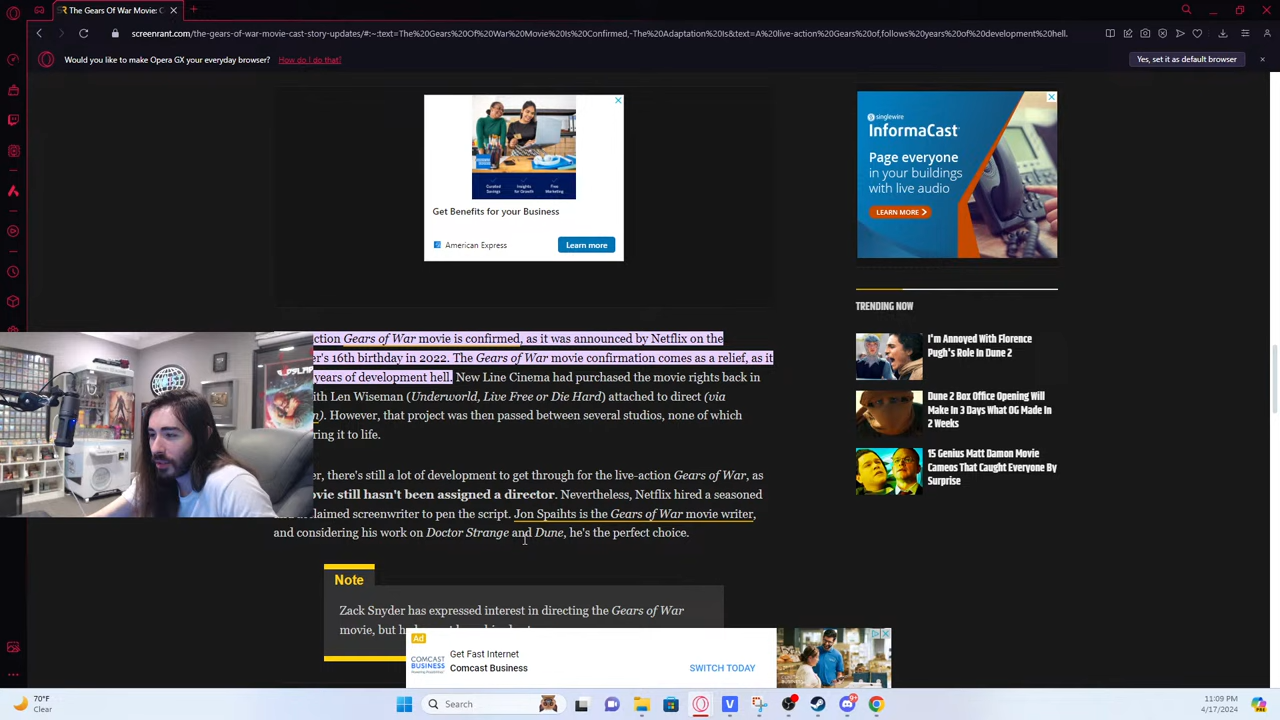 The Gears Of War Movie:
screenrant.com/the-gears-of-war-movie-cast-story-updates/#:~:text=The%20Gears%20Of%20War%20Movie%20Is%20Confirmed,-The%20Adaptation%20Is&text=A%20live-action%20Gears%20of,follows%20years%20of%20development%20hell.
Would you like to make Opera GX your everyday browser? How do I do that!
Yes, set it as default browser
Curated Savings
Insights for Growth
Free Marketing
Get Benefits for your Business
American Express
Learn more
singlewire
InformaCast
Page everyone
in your buildings
with live audio
LEARN MORE
TRENDING NOW
I'm Annoyed With Florence
Pugh's Role In Dune 2
Dune 2 Box Office Opening Will
Make In 3 Days What OG Made In
2 Weeks
15 Genius Matt Damon Movie
Cameos That Caught Everyone By
Surprise
ction Gears of War movie is confirmed, as it was announced by Netflix on the
er's 16th birthday in 2022. The Gears of War movie confirmation comes as a relief, as it
years of development hell. New Line Cinema had purchased the movie rights back in
ith Len Wiseman (Underworld, Live Free or Die Hard) attached to direct (via
). However, that project was then passed between several studios, none of which
ring it to life.
er, there's still a lot of development to get through for the live-action Gears of War, as
ovie still hasn't been assigned a director. Nevertheless, Netflix hired a seasoned
claimed screenwriter to pen the script. Jon Spaihts is the Gears of War movie writer,
and considering his work on Doctor Strange and Dune, he's the perfect choice.
Note
Zack Snyder has expressed interest in directing the Gears of War
movie, but h
Ad
Get Fast Internet
Comcast Business
COMCAST
BUSINESS
SWITCH TODAY
70°F
Clear
Search
11:09 PM
4/17/2024